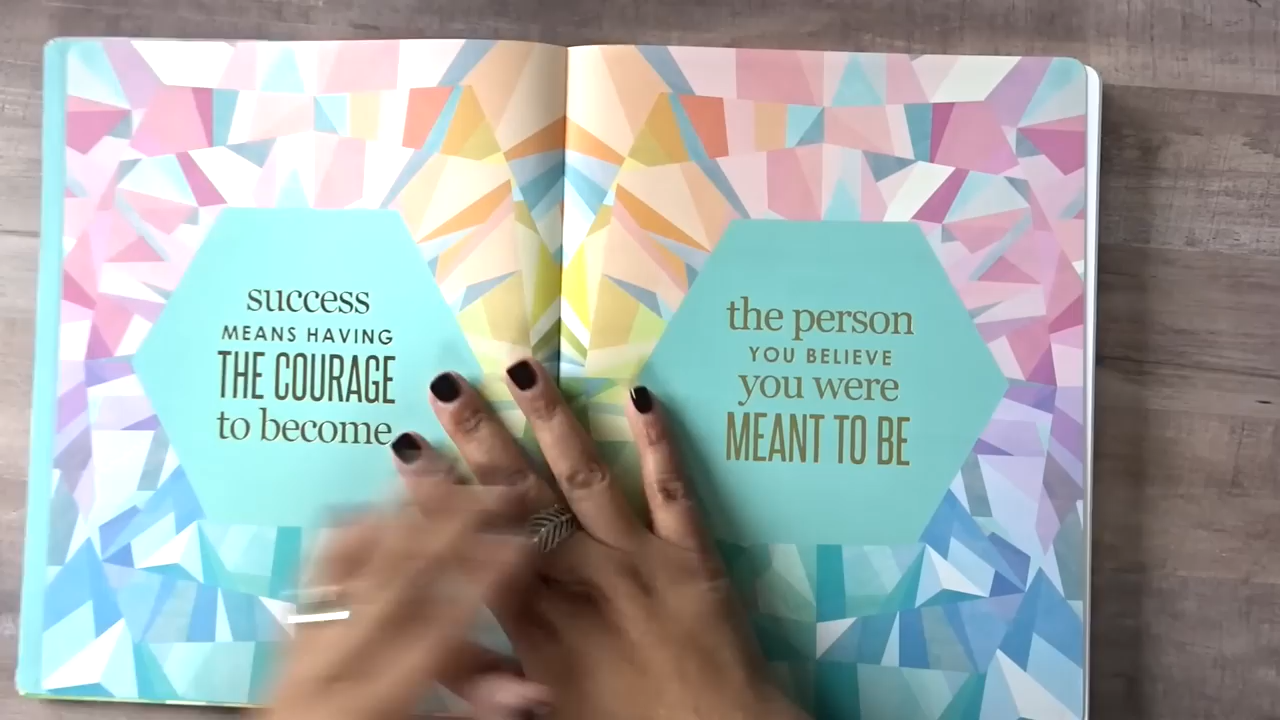 success
MEANS HAVING
THE COURAGE
to become
the person
YOU BELIEVE
you were
MEANT TO BE